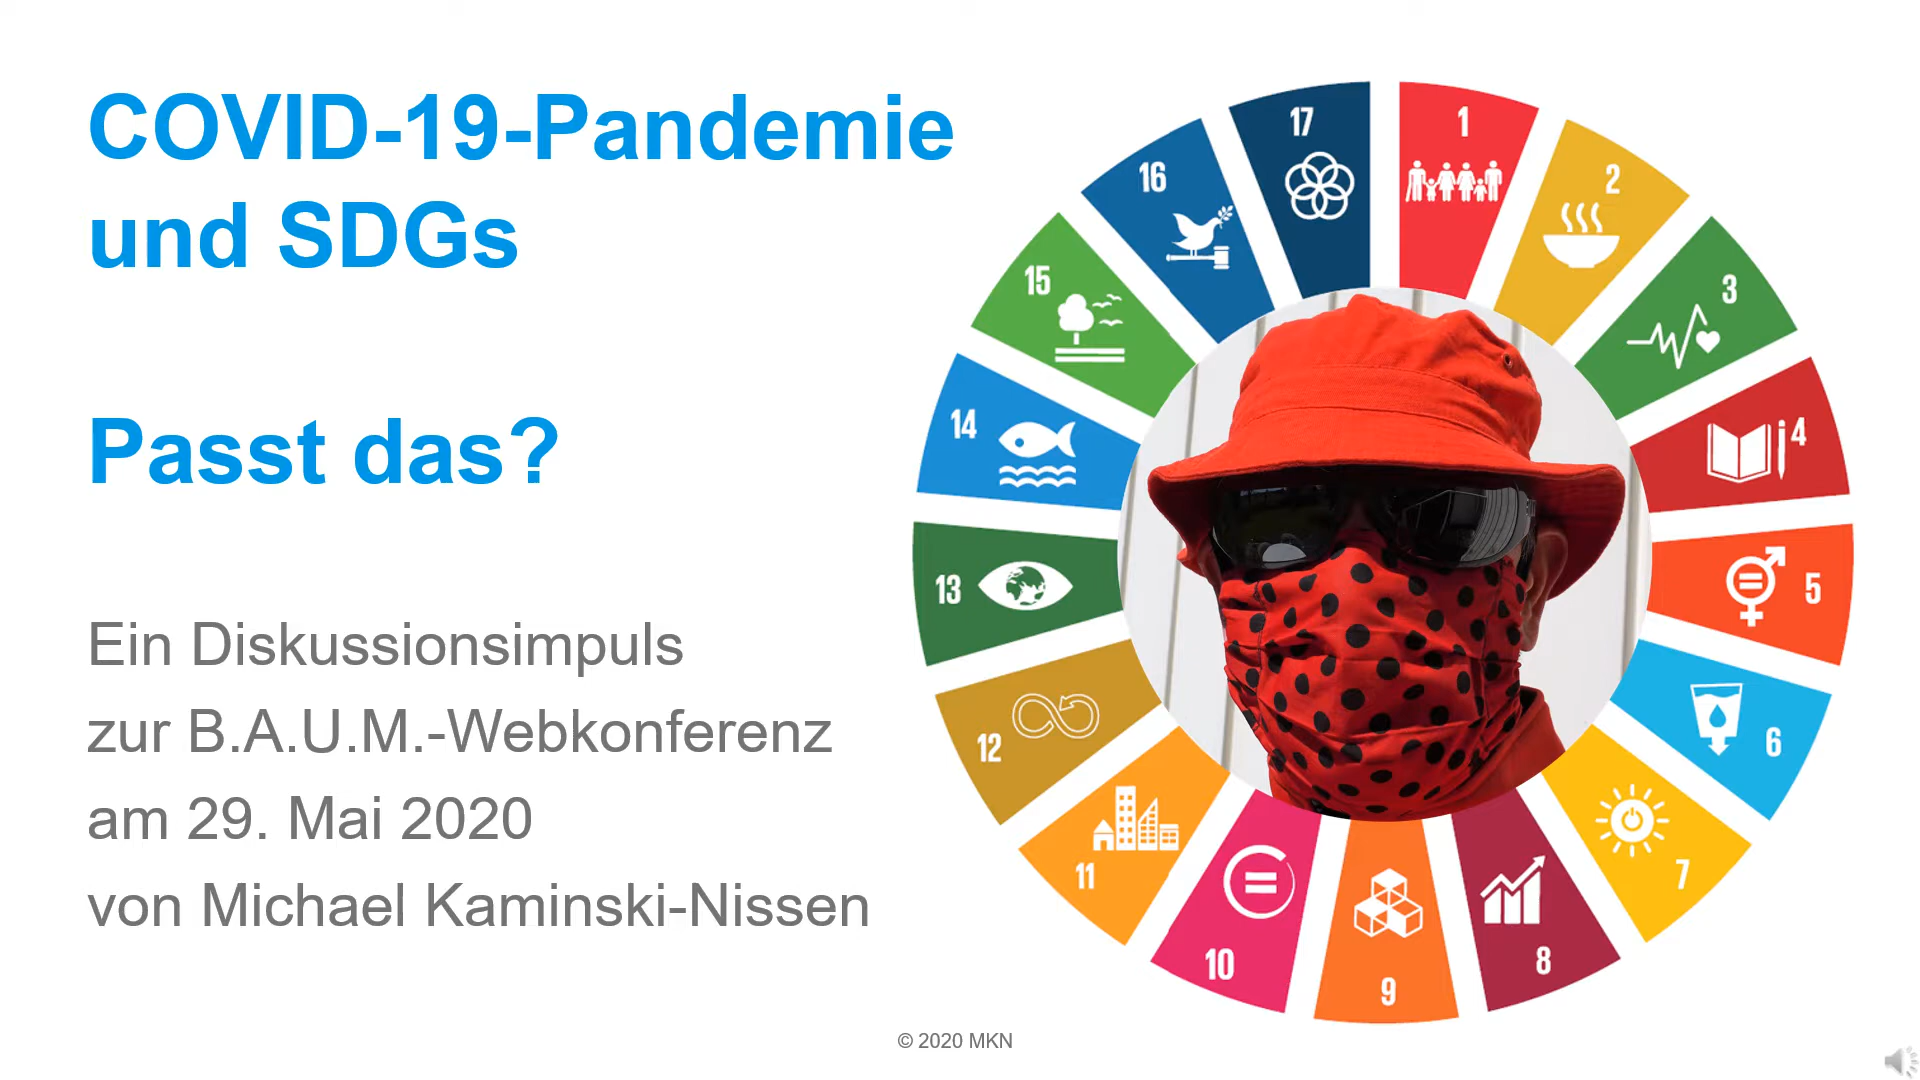 COVID-19-Pandemie
und SDGs
Passt das?
Ein Diskussionsimpuls
zur B.A.U.M.-Webkonferenz
am 29. Mai 2020
von Michael Kaminski-Nissen
1
2
3
4
5
6
7
8
9
10
11
12
13
14
15
16
17
© 2020 MKN